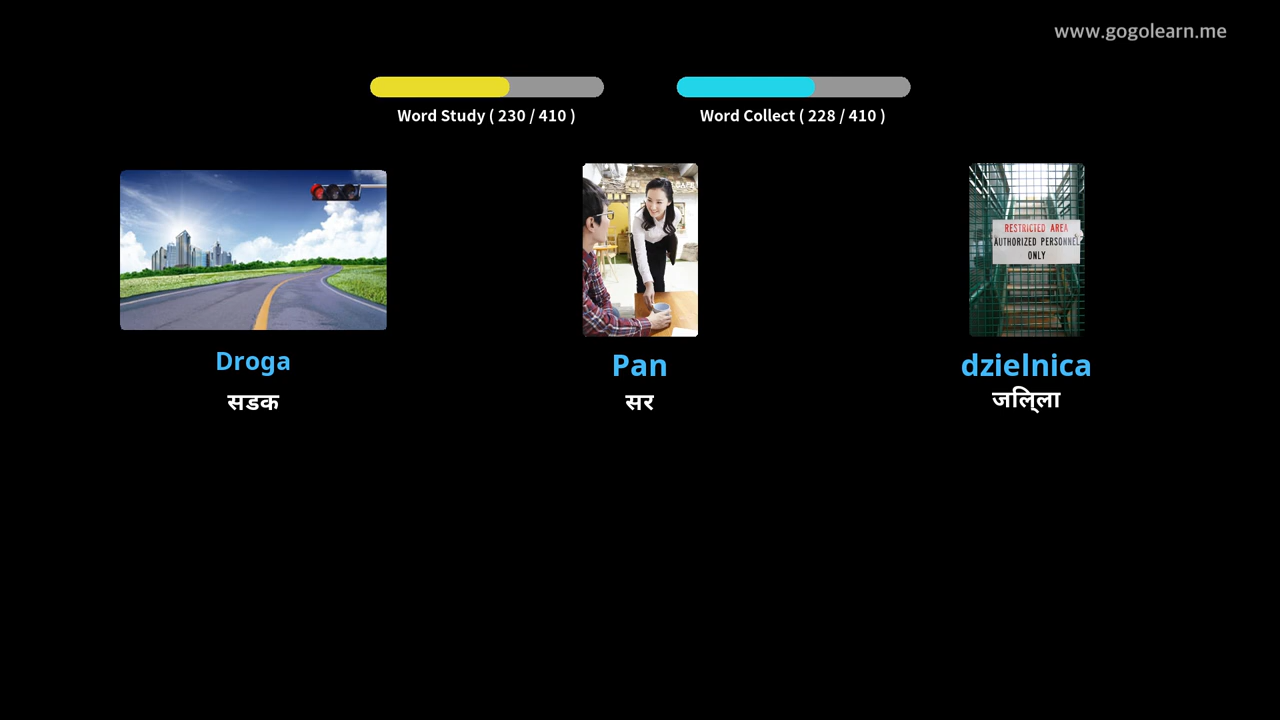 www.gogolearn.me
Word Study ( 230 / 410 )
Word Collect ( 228 / 410 )
RESTRICTED AREA
AUTHORIZED PERSONNEL
ONLY
Droga
Pan
dzielnica
सडक
सर
जिल्ला